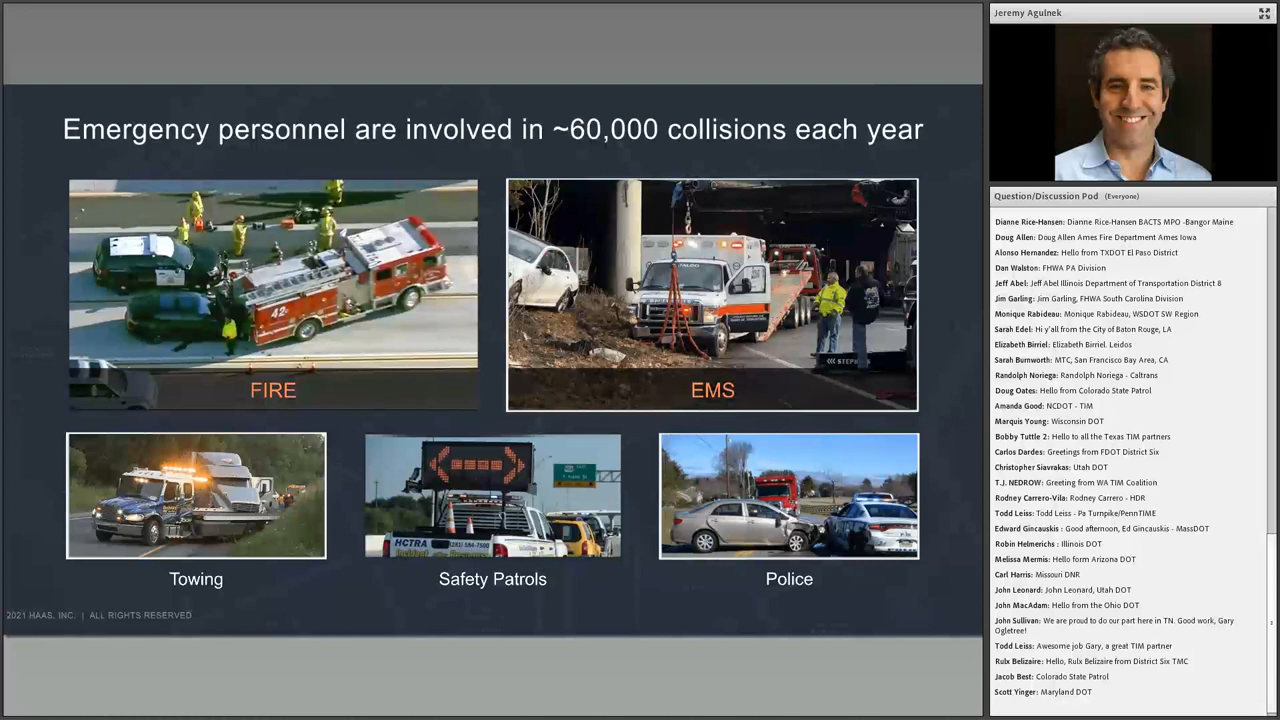 Emergency personnel are involved in ~60,000 collisions each year
42
FIRE
EMS
Towing
HCTRA
Safety Patrols
Police
2021 HAAS, INC. | ALL RIGHTS RESERVED
Jeremy Agulnek
Question/Discussion Pod (Everyone)
Dianne Rice-Hansen: Dianne Rice-Hansen BACTS MPO -Bangor Maine
Doug Allen: Doug Allen Ames Fire Department Ames Iowa
Alonso Hernandez: Hello from TXDOT El Paso District
Dan Walston: FHWA PA Division
Jeff Abel: Jeff Abel Illinois Department of Transportation District 8
Jim Garling: Jim Garling, FHWA South Carolina Division
Monique Rabideau: Monique Rabideau, WSDOT SW Region
Sarah Edel: Hi y'all from the City of Baton Rouge, LA
Elizabeth Birriel: Elizabeth Birriel. Leidos
Sarah Burnworth: MTC, San Francisco Bay Area, CA
Randolph Noriega: Randolph Noriega - Caltrans
Doug Oates: Hello from Colorado State Patrol
Amanda Good: NCDOT - TIM
Marquis Young: Wisconsin DOT
Bobby Tuttle 2: Hello to all the Texas TIM partners
Carlos Dardes: Greetings from FDOT District Six
Christopher Siavrakas: Utah DOT
T.J. NEDROW: Greeting from WA TIM Coalition
Rodney Carrero-Vila: Rodney Carrero - HDR
Todd Leiss: Todd Leiss - Pa Turnpike/PennTIME
Edward Gincauskis : Good afternoon, Ed Gincauskis - MassDOT
Robin Helmerichs : Illinois DOT
Melissa Mermis: Hello form Arizona DOT
Carl Harris: Missouri DNR
John Leonard: John Leonard, Utah DOT
John MacAdam: Hello from the Ohio DOT
John Sullivan: We are proud to do our part here in TN. Good work, Gary
Ogletree!
Todd Leiss: Awesome job Gary, a great TIM partner
Rulx Belizaire: Hello, Rulx Belizaire from District Six TMC
Jacob Best: Colorado State Patrol
Scott Yinger: Maryland DOT